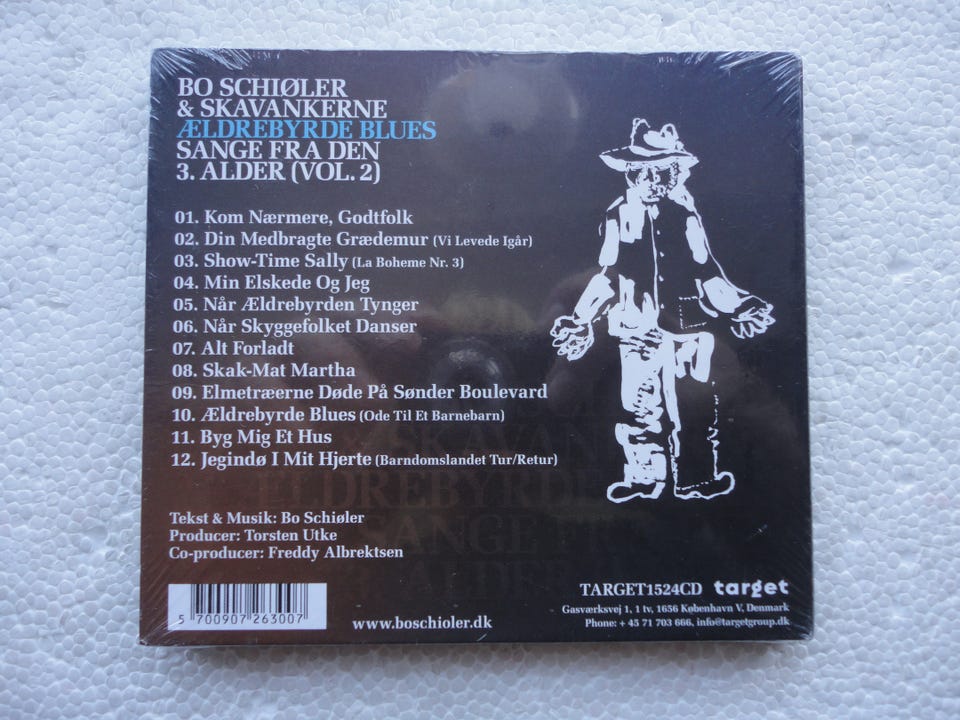 BO SCHIØLER
& SKAVANKERNE
ÆLDREBYRDE BLUES
SANGE FRA DEN
3. ALDER (VOL. 2)
01. Kom Nærmere, Godtfolk
02. Din Medbragte Grædemur (Vi Levede Igår)
03. Show-Time Sally (La Boheme Nr. 3)
04. Min Elskede Og Jeg
05. Når Ældrebyrden Tynger
06. Når Skyggefolket Danser
07. Alt Forladt
08. Skak-Mat Martha
09. Elmetræerne Døde På Sønder Boulevard
10. Ældrebyrde Blues (Ode Til Et Barnebarn)
11. Byg Mig Et Hus
12. Jegindø I Mit Hjerte (Barndomslandet Tur/Retur)
Tekst & Musik: Bo Schiøler
Producer: Torsten Utke
Co-producer: Freddy Albrektsen
5 700907 263007
www.boschioler.dk
TARGET1524CD target
Gasværksvej 1, 1 tv, 1656 København V, Denmark
Phone: + 45 71 703 666, info@targetgroup.dk